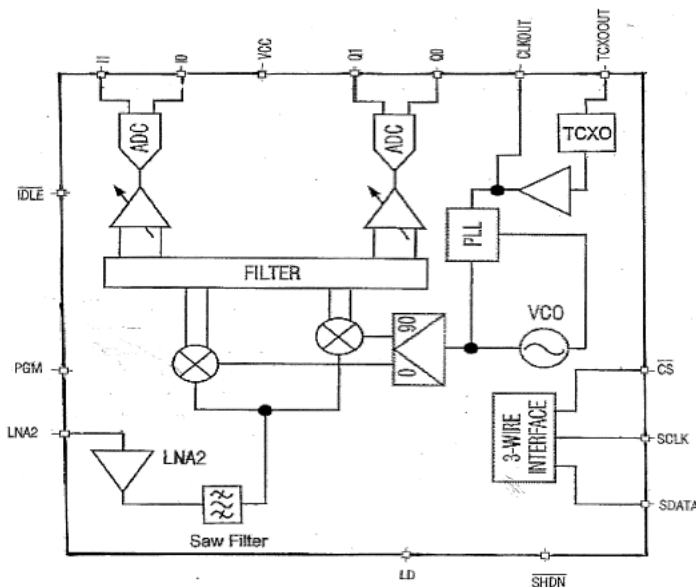 I1
I0
VCC
Q1
Q0
CLKOUT
TCXOOUT
ADC
ADC
TCXO
IDLE
PLL
FILTER
VCO
90
0
PGM
CS
LNA2
LNA2
3-WIRE
INTERFACE
SCLK
SDATA
Saw Filter
LD
SHDN